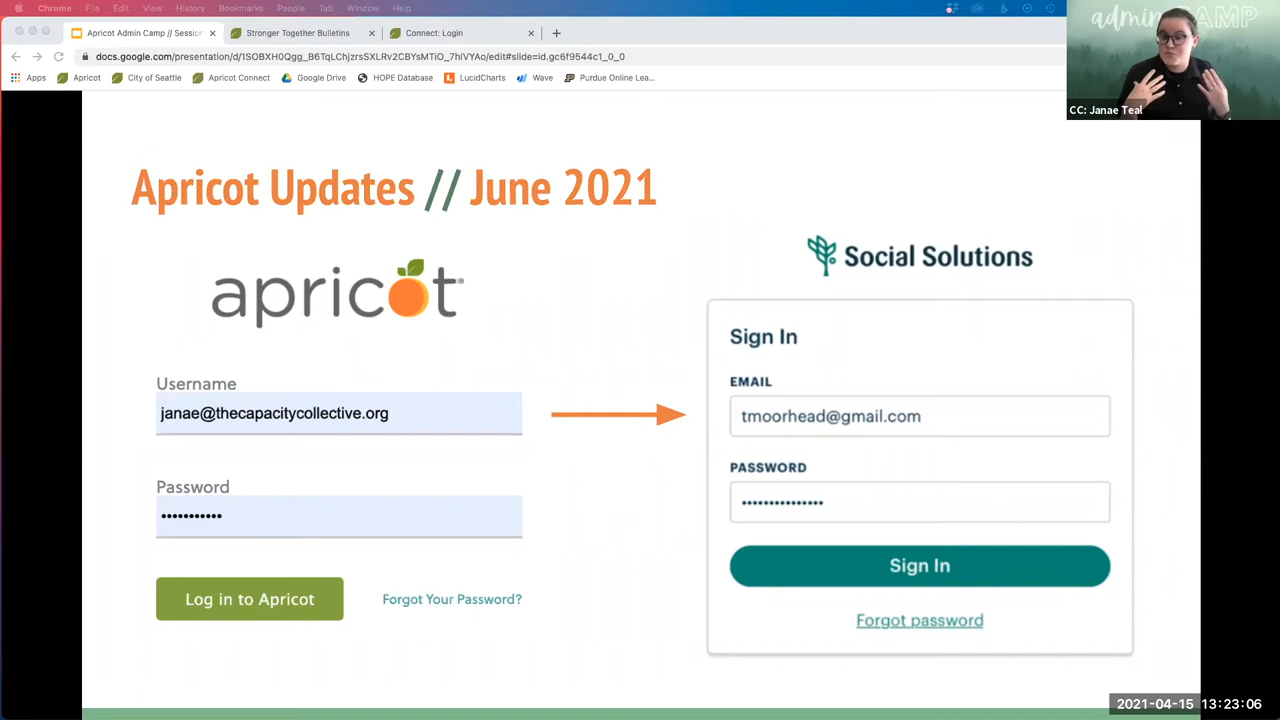 Chrome File Edit View History Bookmarks People Tab Window Help
Apricot Admin Camp // Session
Stronger Together Bulletins
Connect: Login
docs.google.com/presentation/d/1SOBXH0Qgg_B6TqLChjzrsSXLRv2CBYsMTiO_7hlVYAo/edit#slide=id.gc6f9544c1_0_0
Apps Apricot City of Seattle Apricot Connect Google Drive HOPE Database LucidCharts Wave Purdue Online Lea...
adminCAMP
CC: Janae Teal
Apricot Updates // June 2021
apricot®
Username
janae@thecapacitycollective.org
Password
•••••••••••
Log in to Apricot
Forgot Your Password?
Social Solutions
Sign In
EMAIL
tmoorhead@gmail.com
PASSWORD
•••••••••••••••
Sign In
Forgot password
2021-04-15 13:23:06